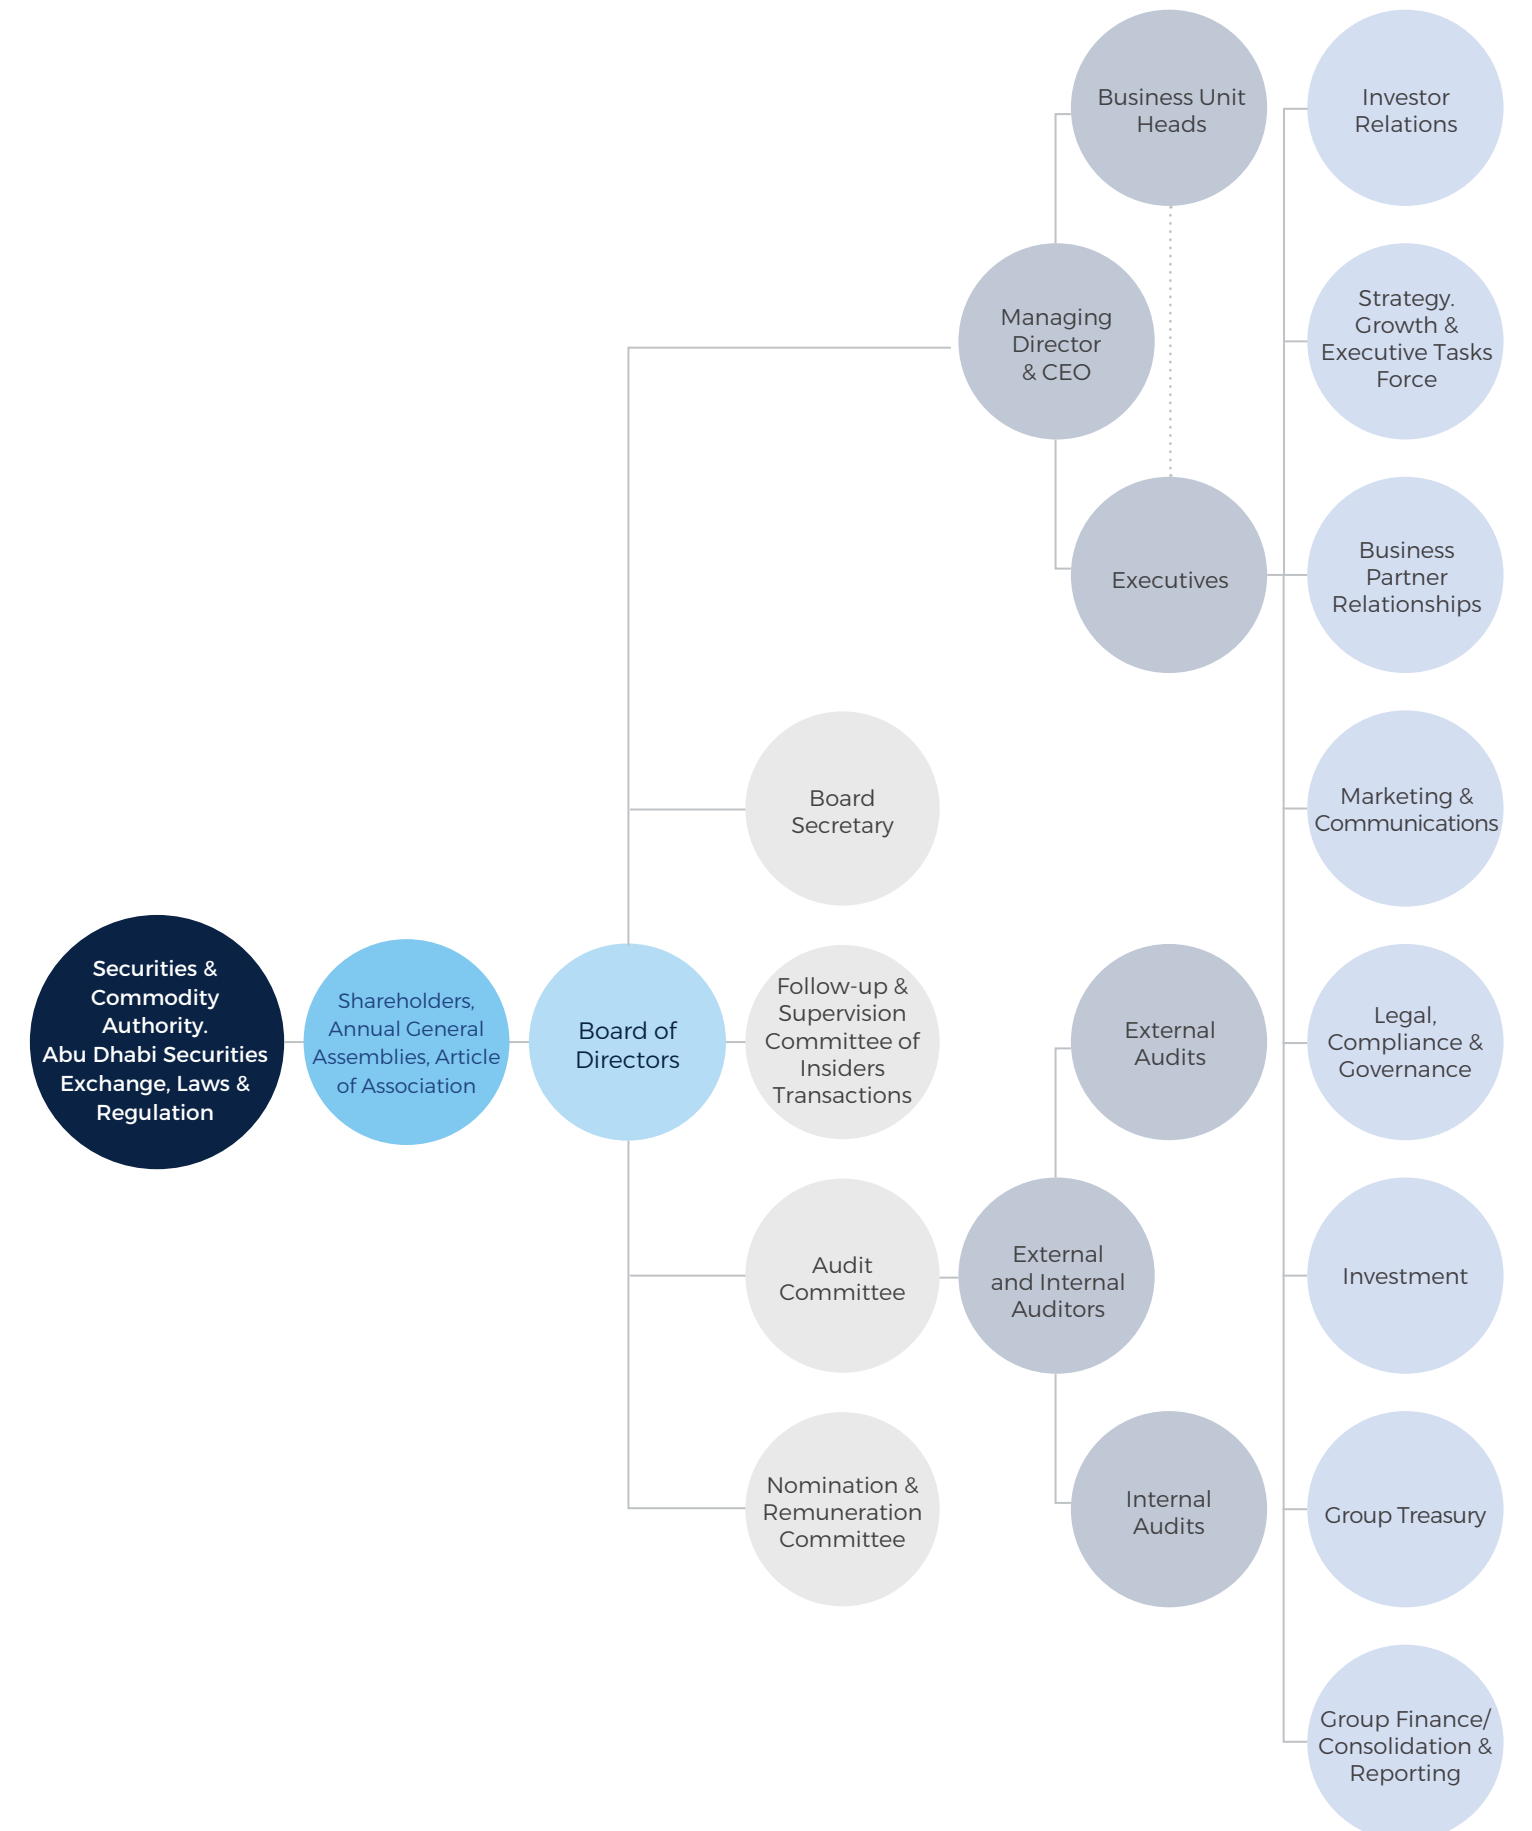 Business Unit
Heads
Investor
Relations
Managing
Director
& CEO
Strategy.
Growth &
Executive Tasks
Force
Executives
Business
Partner
Relationships
Board
Secretary
Marketing &
Communications
Securities &
Commodity
Authority.
Abu Dhabi Securities
Exchange, Laws &
Regulation
Shareholders,
Annual General
Assemblies, Article
of Association
Board of
Directors
Follow-up &
Supervision
Committee of
Insiders
Transactions
External
Audits
Legal,
Compliance &
Governance
Audit
Committee
External
and Internal
Auditors
Investment
Nomination &
Remuneration
Committee
Internal
Audits
Group Treasury
Group Finance/
Consolidation &
Reporting